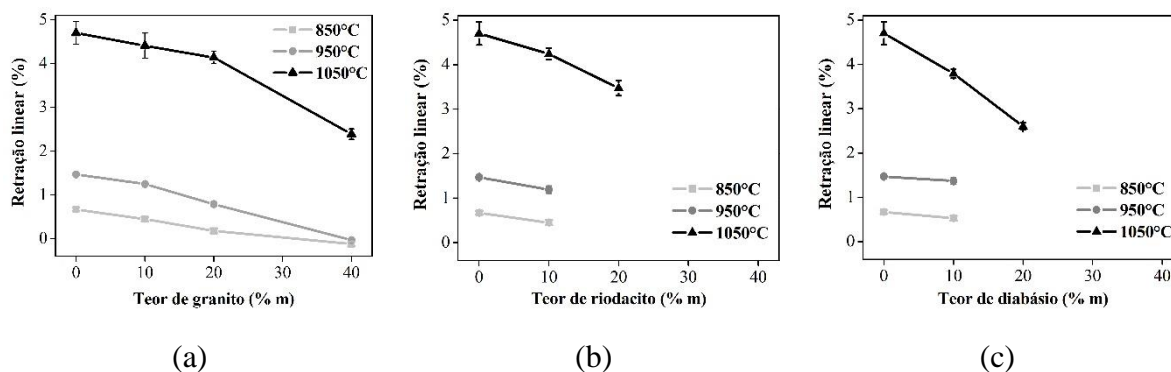 5
4
3
2
1
0
Retração linear (%)
850°C
950°C
1050°C
0 10 20 30 40
Teor de granito (% m)
(a)
5
4
3
2
1
0
Retração linear (%)
850°C
950°C
1050°C
0 10 20 30 40
Teor de riodacito (% m)
(b)
5
4
3
2
1
0
Retração linear (%)
850°C
950°C
1050°C
0 10 20 30 40
Teor de diabásio (% m)
(c)